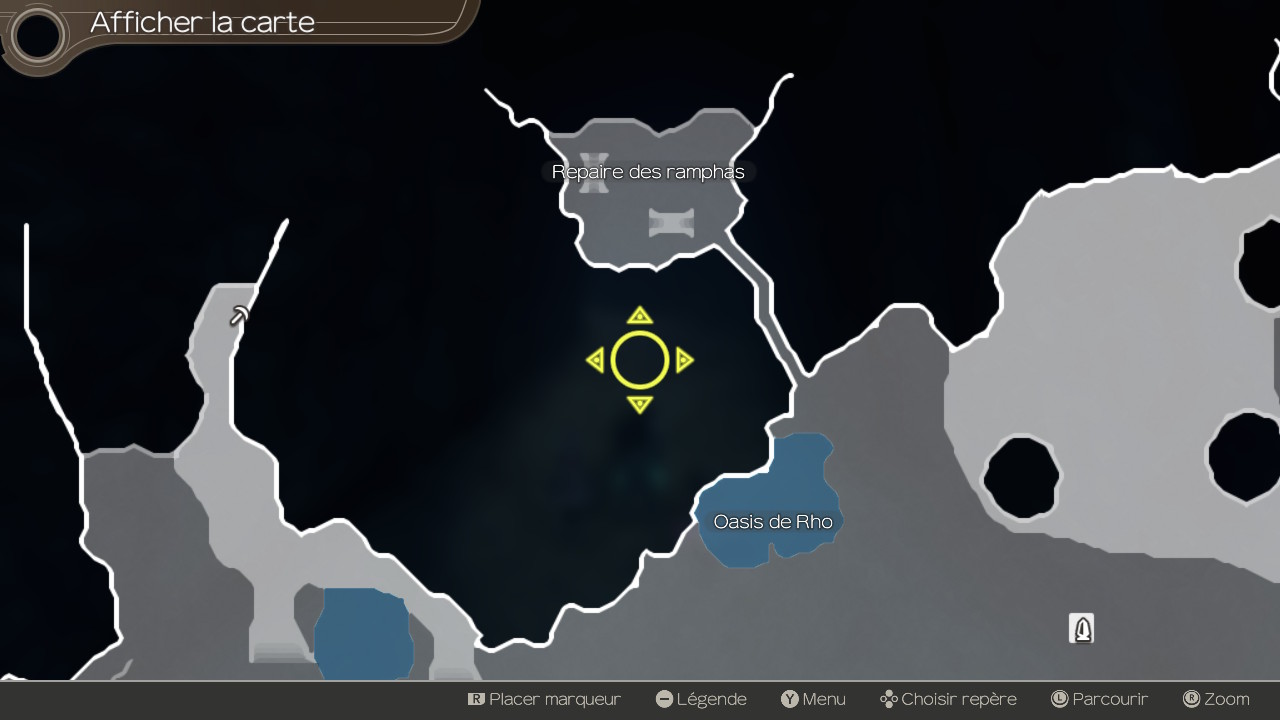 Afficher la carte
Repaire des ramphas
Oasis de Rho
R Placer marqueur Légende Y Menu Choisir repère L Parcourir R Zoom